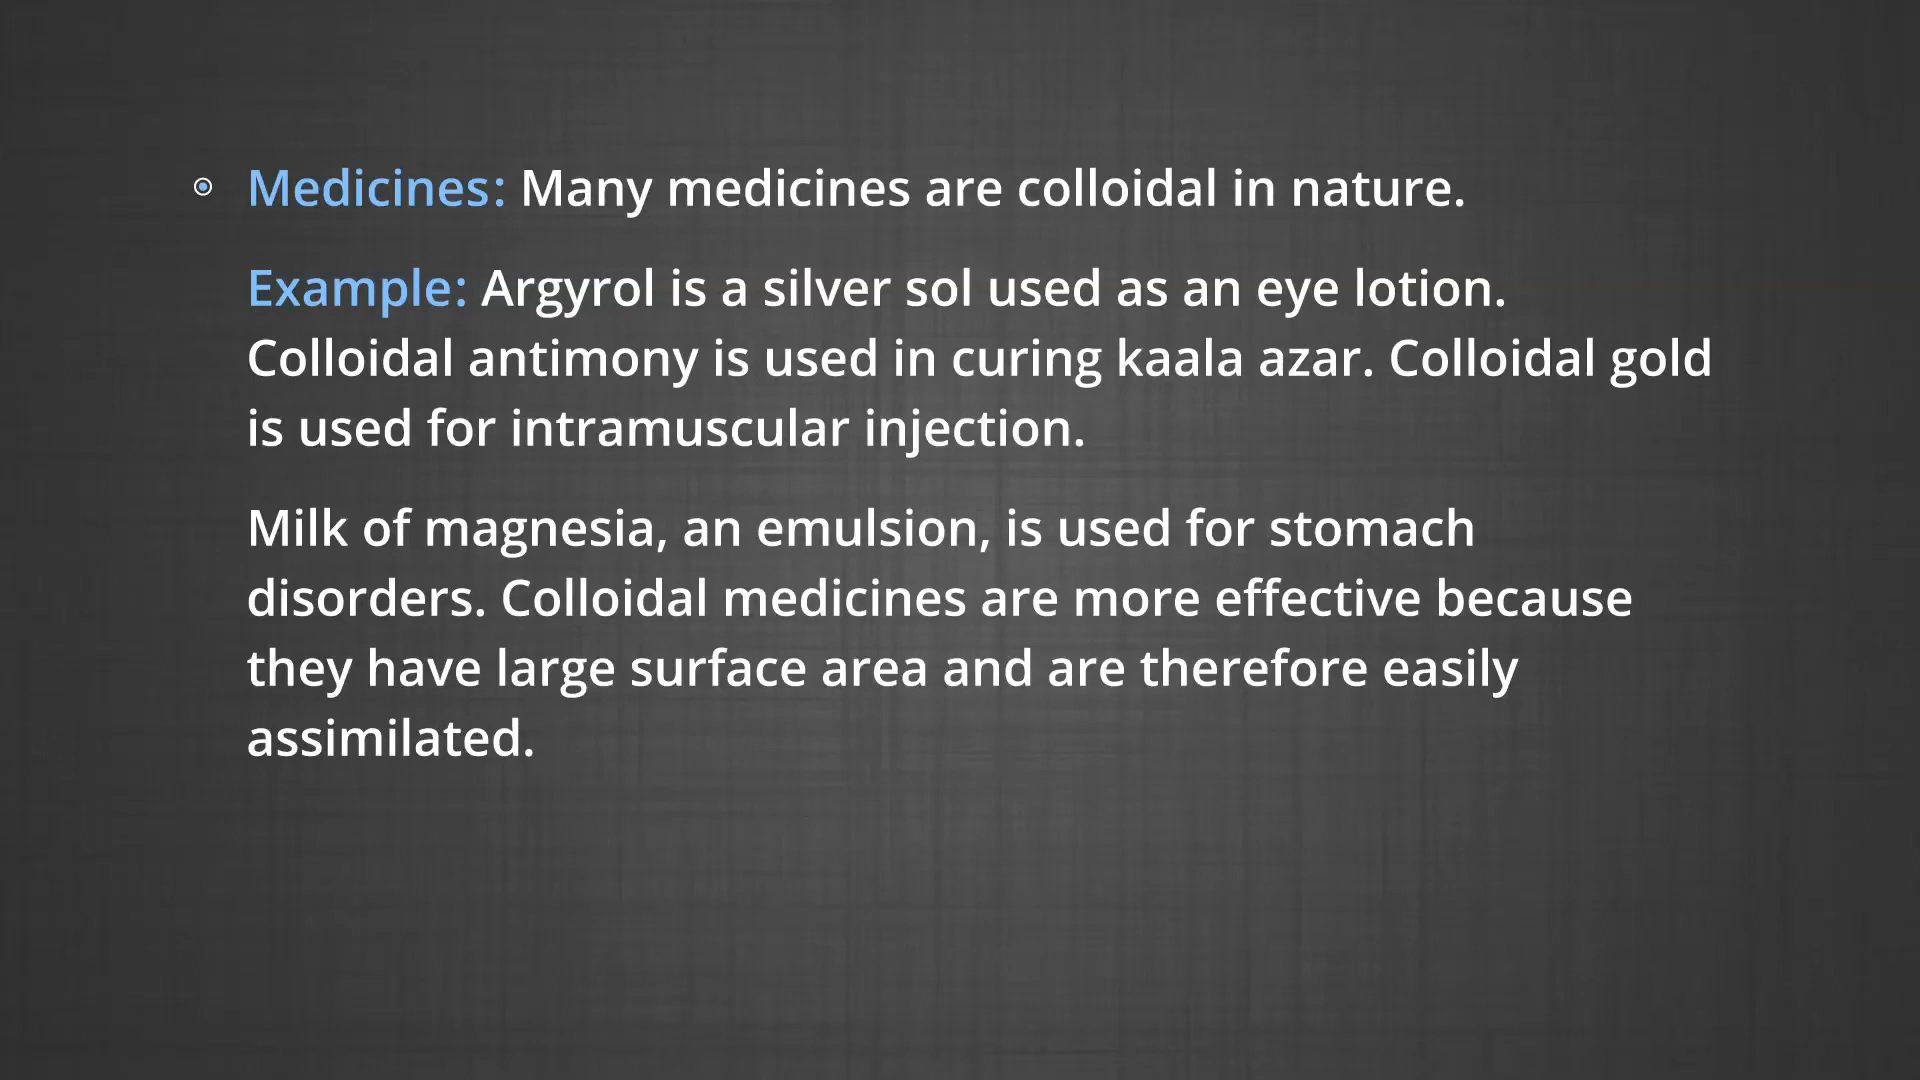 Medicines: Many medicines are colloidal in nature.
Example: Argyrol is a silver sol used as an eye lotion.
Colloidal antimony is used in curing kaala azar. Colloidal gold
is used for intramuscular injection.
Milk of magnesia, an emulsion, is used for stomach
disorders. Colloidal medicines are more effective because
they have large surface area and are therefore easily
assimilated.